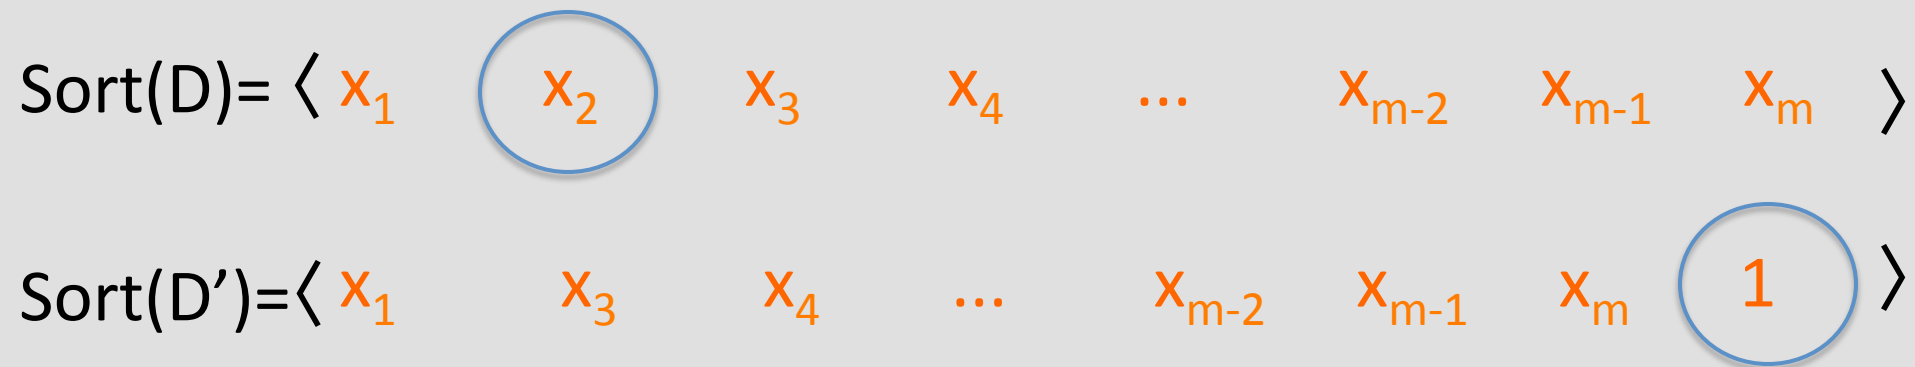 Sort(D)=⟨ x₁ x₂ x₃ x₄ ... xₘ₋₂ xₘ₋₁ xₘ ⟩
Sort(D’)=⟨ x₁ x₃ x₄ ... xₘ₋₂ xₘ₋₁ xₘ 1 ⟩